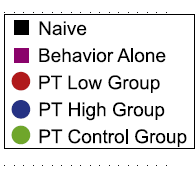 Naive
Behavior Alone
PT Low Group
PT High Group
PT Control Group